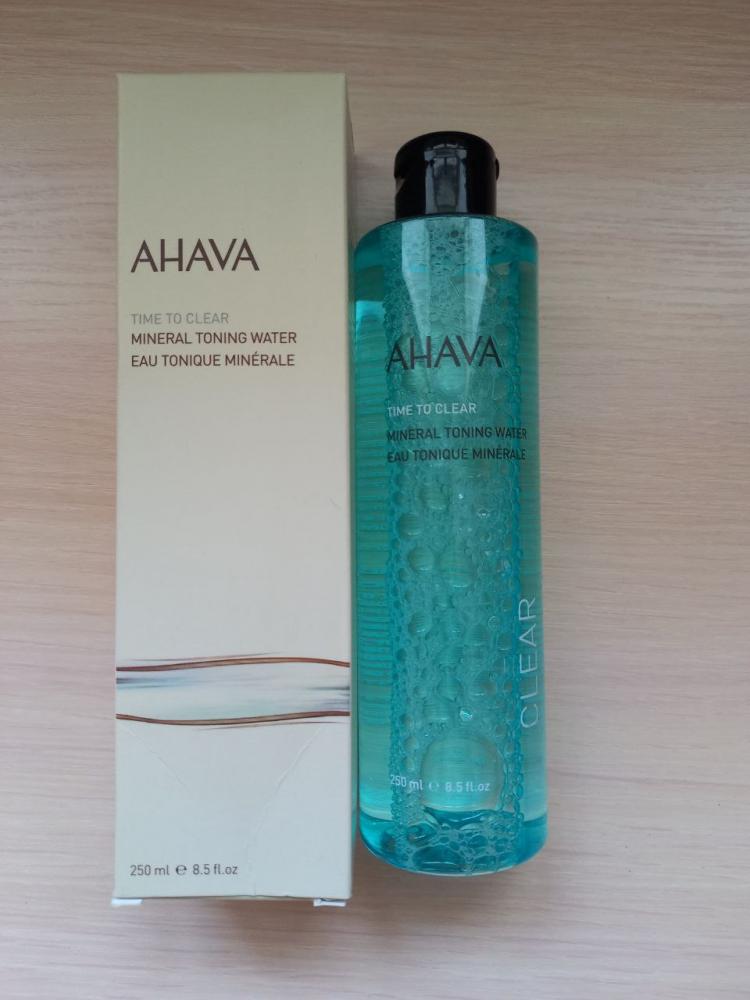 AHAVA
TIME TO CLEAR
MINERAL TONING WATER
EAU TONIQUE MINÉRALE
250 ml e 8.5 fl.oz
AHAVA
TIME TO CLEAR
MINERAL TONING WATER
EAU TONIQUE MINÉRALE
CLEAR
250 ml e 8.5 fl.oz